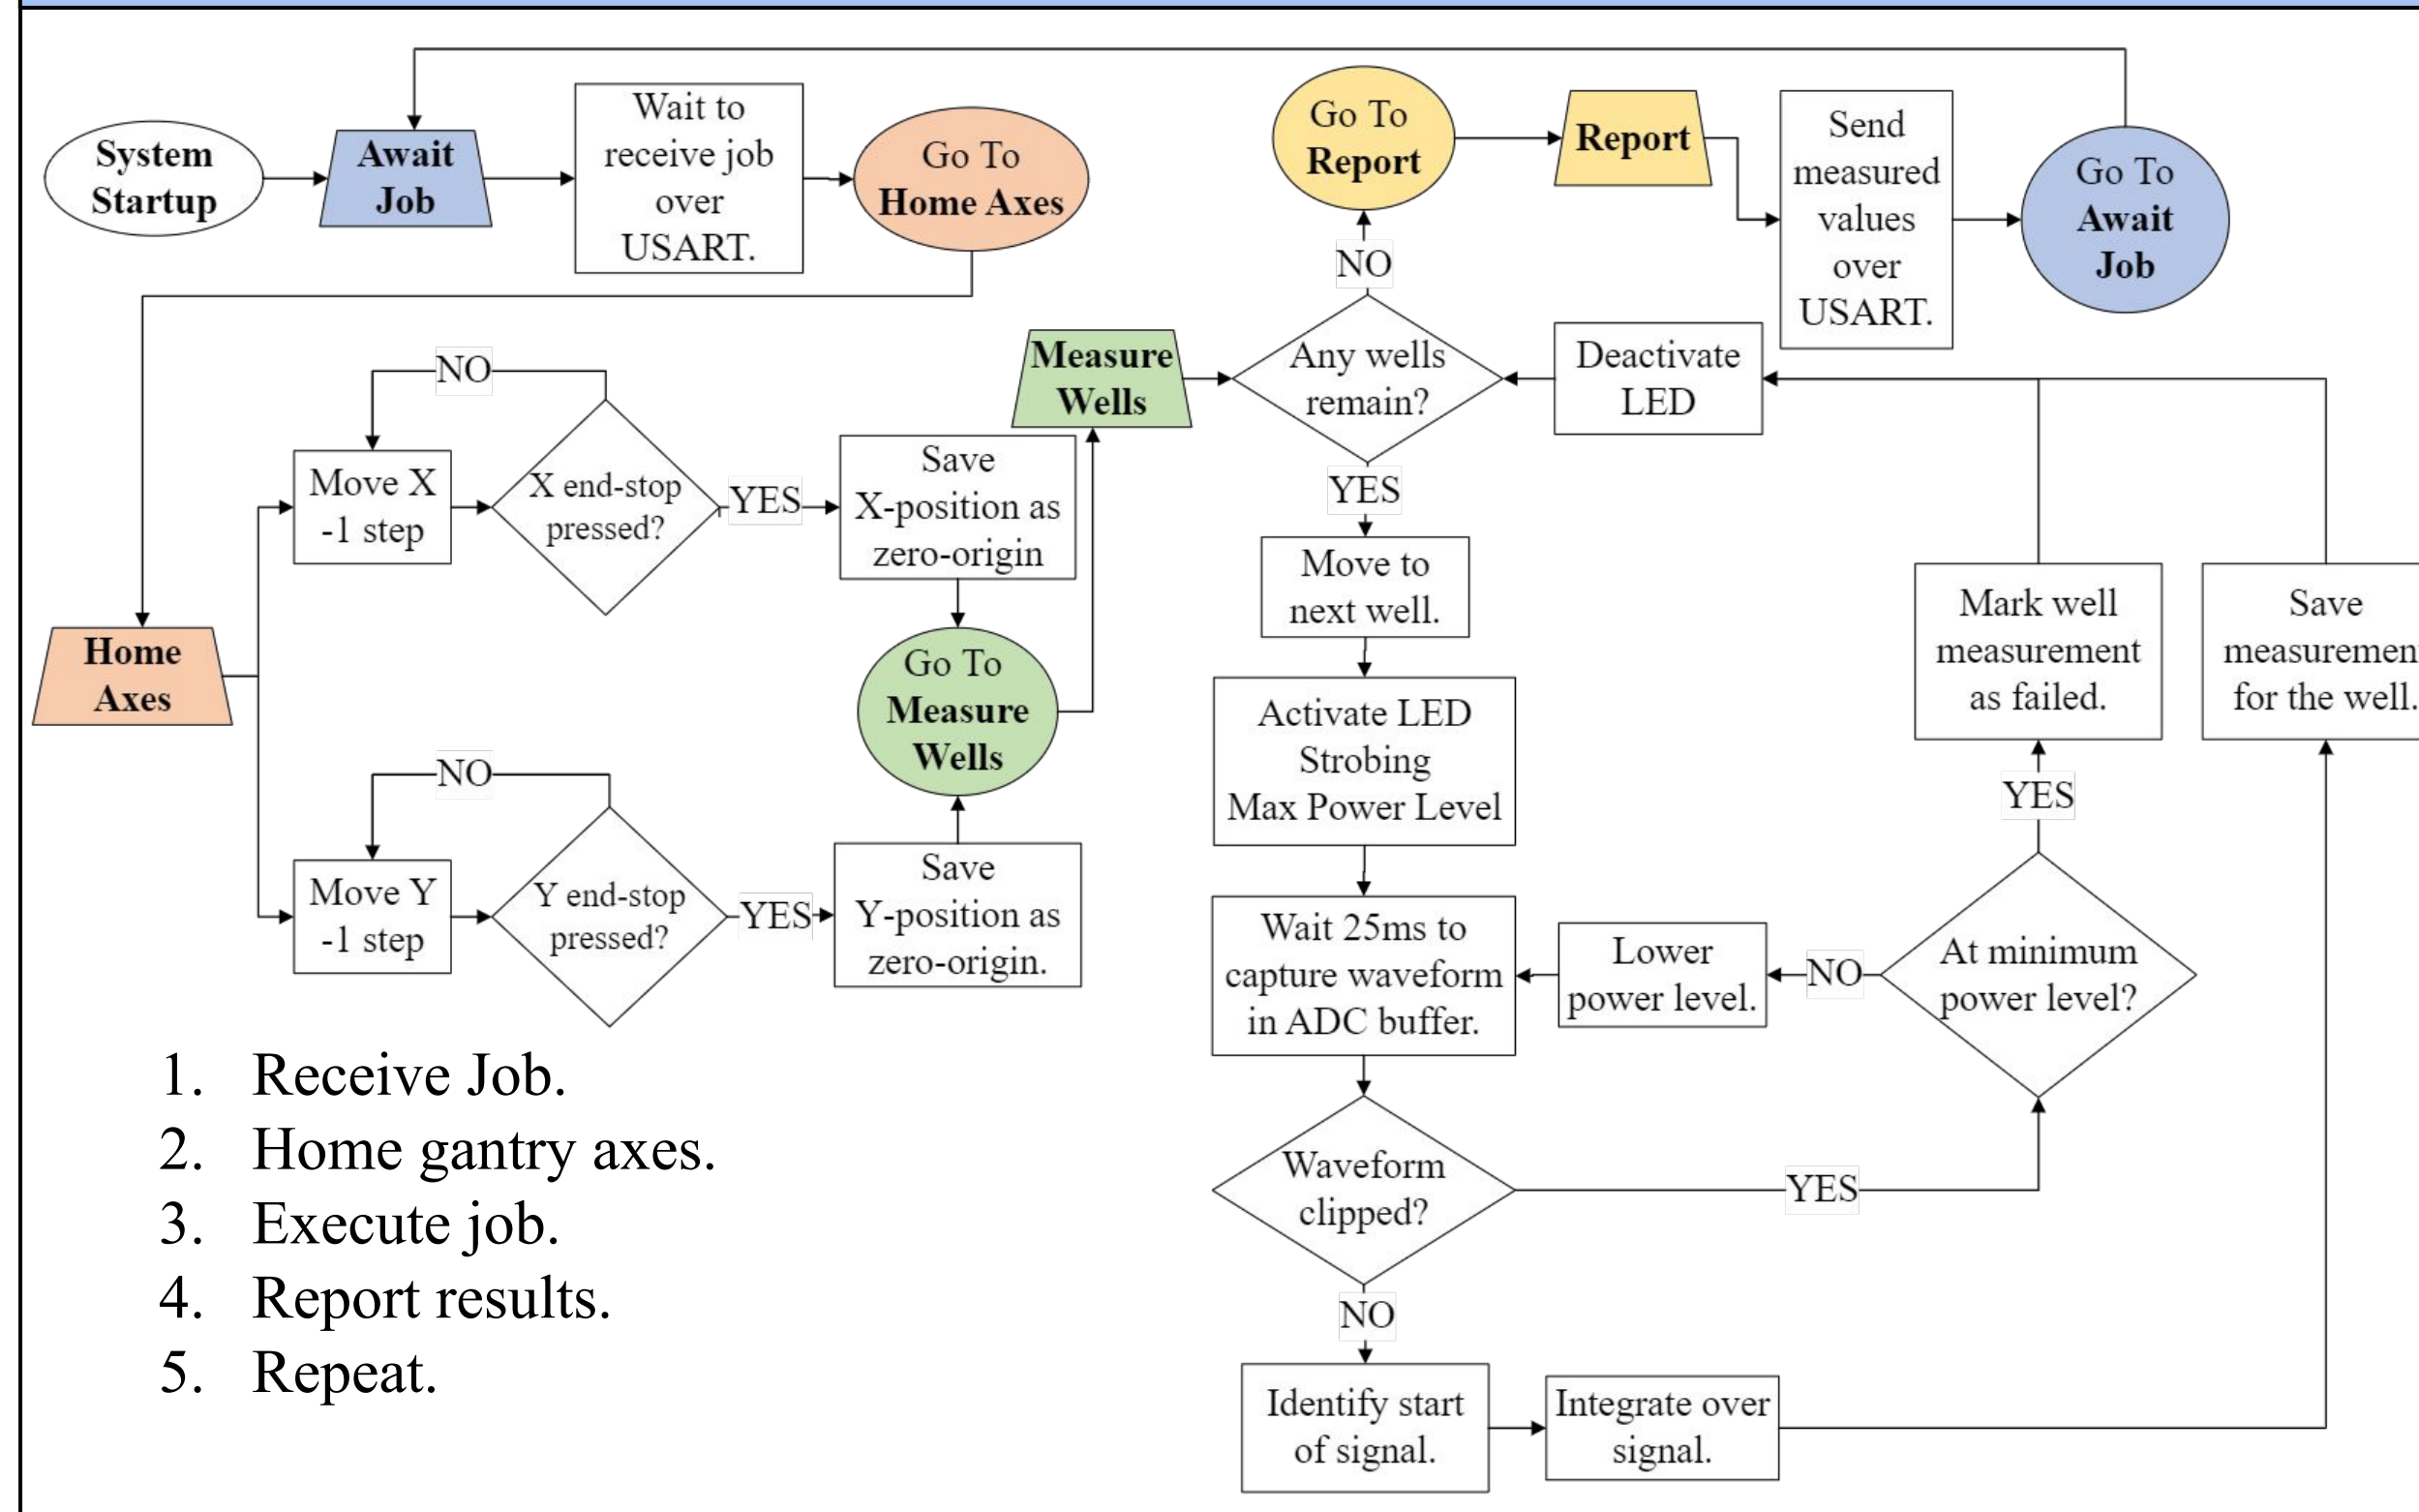 System
Startup
Await
Job
Wait to
receive job
over
USART.
Go To
Home Axes
Home
Axes
Move X
-1 step
NO
X end-stop
pressed?
YES
Save
X-position as
zero-origin
Move Y
-1 step
NO
Y end-stop
pressed?
YES
Save
Y-position as
zero-origin.
Go To
Measure
Wells
Measure
Wells
Any wells
remain?
NO
Go To
Report
Report
Send
measured
values
over
USART.
Go To
Await
Job
YES
Move to
next well.
Activate LED
Strobing
Max Power Level
Wait 25ms to
capture waveform
in ADC buffer.
Waveform
clipped?
YES
At minimum
power level?
NO
Lower
power level.
YES
Mark well
measurement
as failed.
NO
Identify start
of signal.
Integrate over
signal.
Save
measuremen
for the well.
Deactivate
LED
1. Receive Job.
2. Home gantry axes.
3. Execute job.
4. Report results.
5. Repeat.